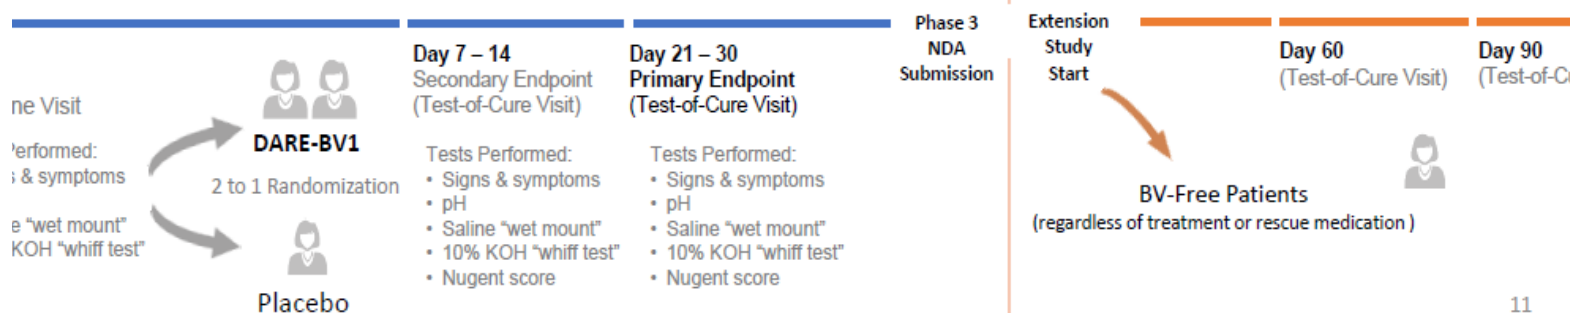 ne Visit
Performed:
& symptoms
"wet mount"
KOH "whiff test"
DARE-BV1
2 to 1 Randomization
Placebo
Day 7 – 14
Secondary Endpoint
(Test-of-Cure Visit)
Tests Performed:
• Signs & symptoms
• pH
• Saline "wet mount"
• 10% KOH "whiff test"
• Nugent score
Day 21 – 30
Primary Endpoint
(Test-of-Cure Visit)
Tests Performed:
• Signs & symptoms
• pH
• Saline "wet mount"
• 10% KOH "whiff test"
• Nugent score
Phase 3
NDA
Submission
Extension
Study
Start
BV-Free Patients
(regardless of treatment or rescue medication )
Day 60
(Test-of-Cure Visit)
Day 90
(Test-of-C
11